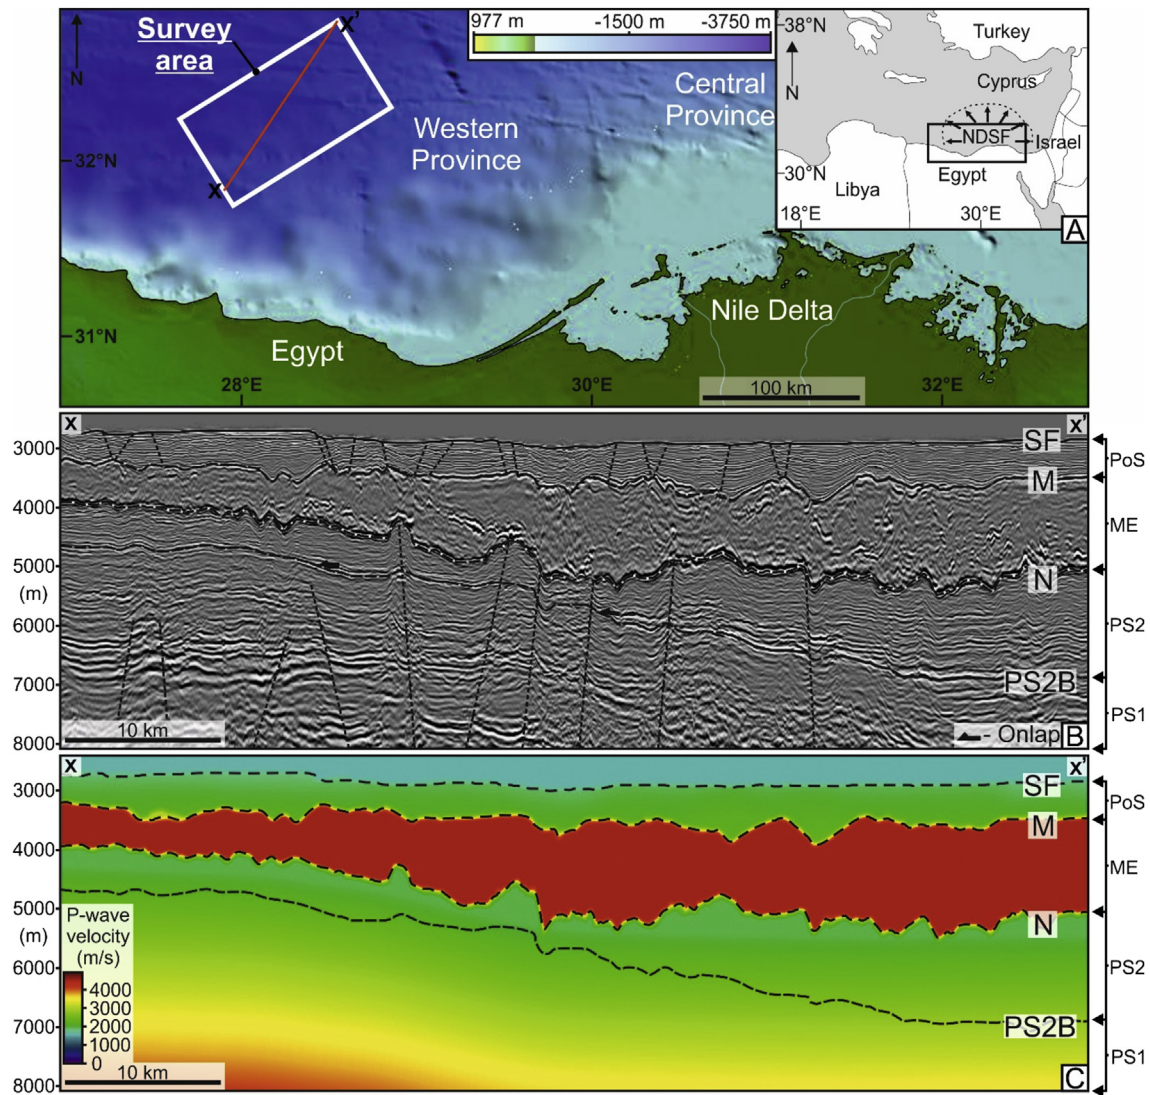 Survey
area
X'
N
977 m
-1500 m
-3750 m
Central
Province
Western
Province
32°N
X
31°N
Egypt
Nile Delta
28°E
30°E
32°E
100 km
38°N
Turkey
Cyprus
N
NDSF
Israel
30°N
Egypt
Libya
18°E
30°E
A
X
X'
3000
4000
5000
(m)
6000
7000
8000
SF
M
N
PS2B
PoS
ME
PS2
PS1
10 km
- Onlap
B
X
X'
3000
4000
5000
(m)
6000
7000
8000
SF
M
N
PS2B
PoS
ME
PS2
PS1
P-wave
velocity
(m/s)
4000
3000
2000
1000
0
10 km
C